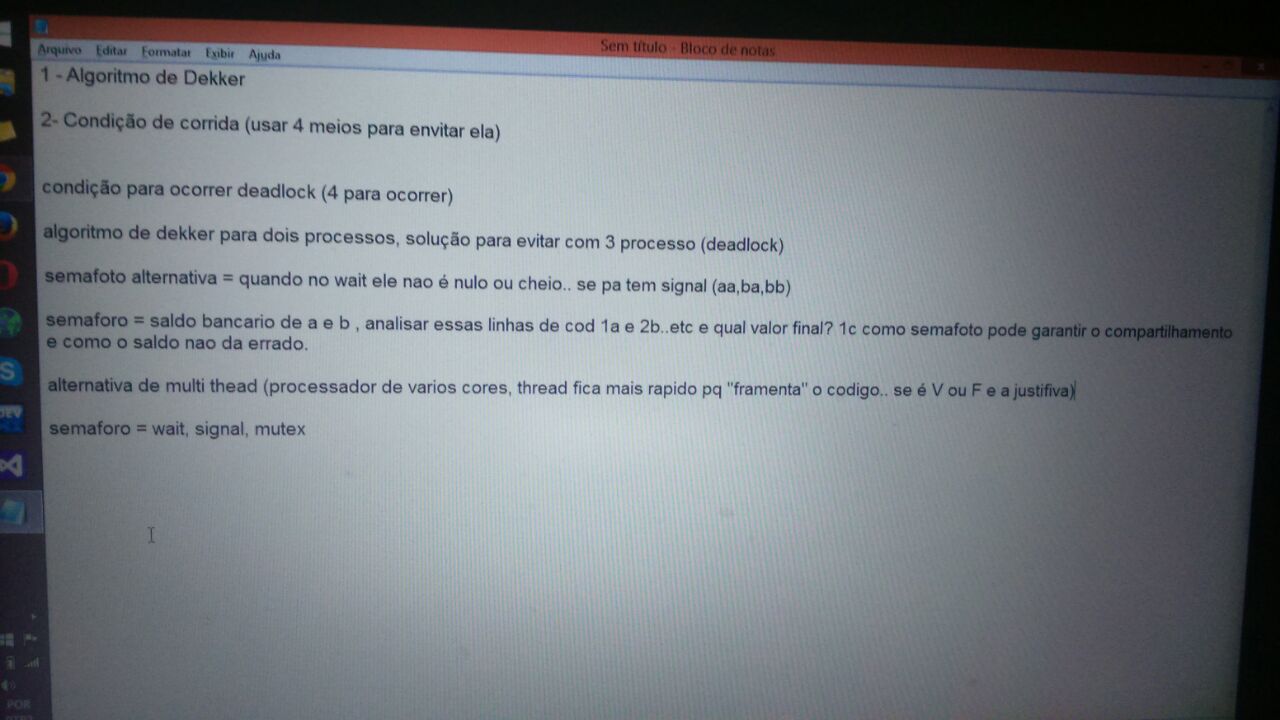 Sem título - Bloco de notas
Arquivo Editar Formatar Exibir Ajuda
1 - Algoritmo de Dekker
2- Condição de corrida (usar 4 meios para envitar ela)
condição para ocorrer deadlock (4 para ocorrer)
algoritmo de dekker para dois processos, solução para evitar com 3 processo (deadlock)
semafoto alternativa = quando no wait ele nao é nulo ou cheio.. se pa tem signal (aa,ba,bb)
semaforo = saldo bancario de a e b , analisar essas linhas de cod 1a e 2b..etc e qual valor final? 1c como semafoto pode garantir o compartilhamento
e como o saldo nao da errado.
alternativa de multi thead (processador de varios cores, thread fica mais rapido pq "framenta" o codigo.. se é V ou F e a justifiva)
semaforo = wait, signal, mutex
DEV
POR